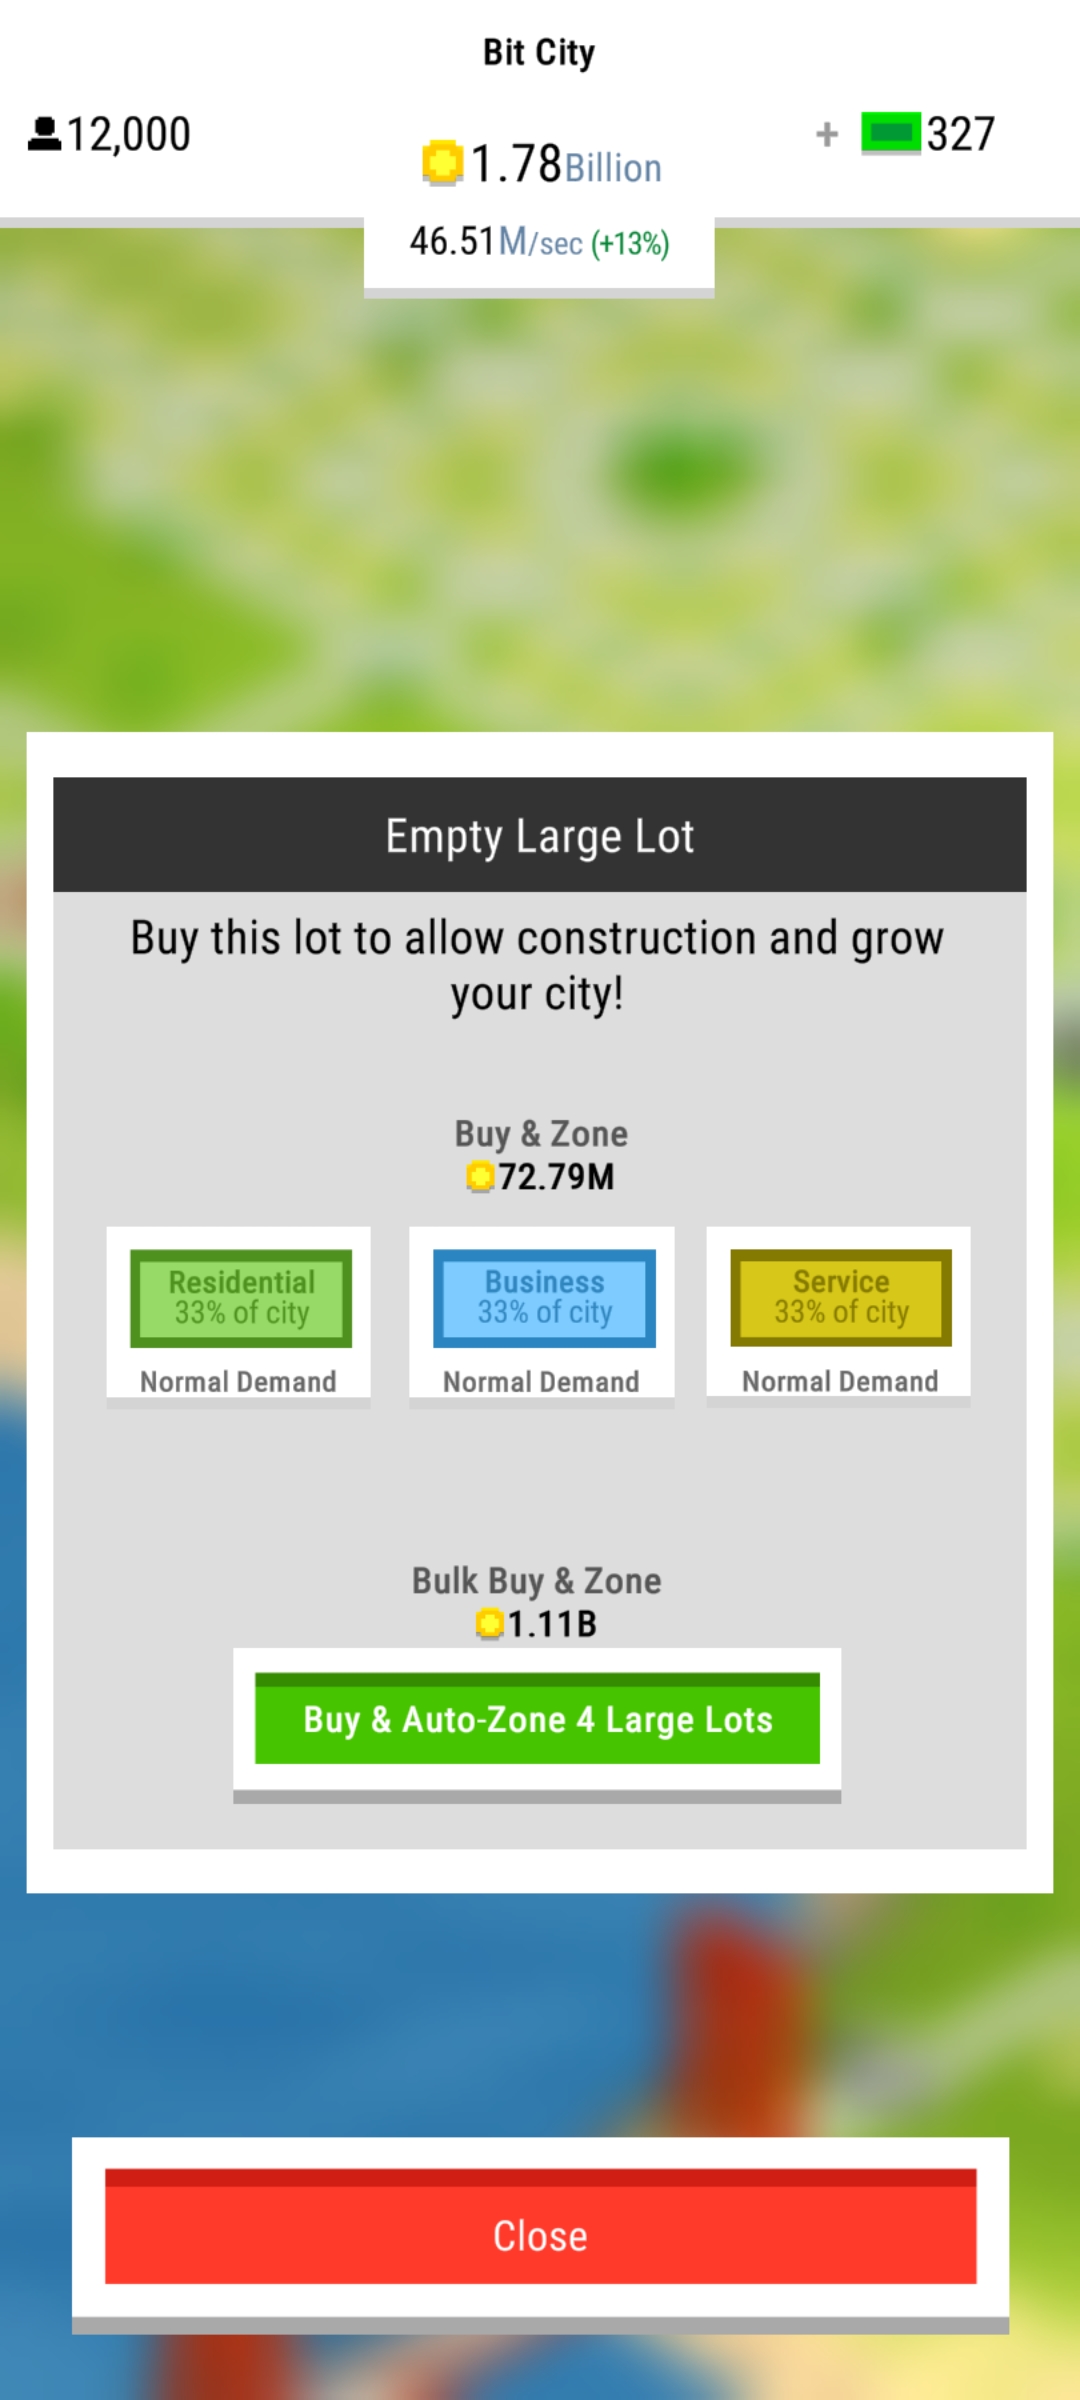 Bit City
12,000
1.78Billion
+ 327
46.51M/sec (+13%)
Empty Large Lot
Buy this lot to allow construction and grow
your city!
Buy & Zone
72.79M
Residential
33% of city
Normal Demand
Business
33% of city
Normal Demand
Service
33% of city
Normal Demand
Bulk Buy & Zone
1.11B
Buy & Auto-Zone 4 Large Lots
Close